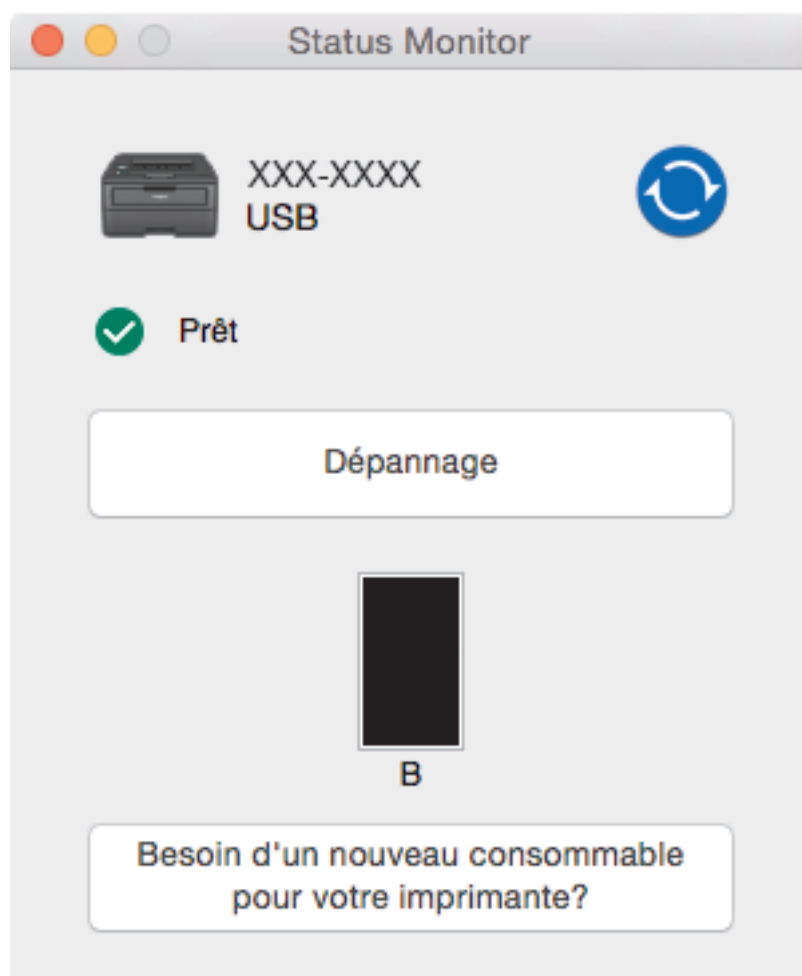 Status Monitor
XXX-XXXX
USB
Prêt
Dépannage
B
Besoin d'un nouveau consommable
pour votre imprimante?